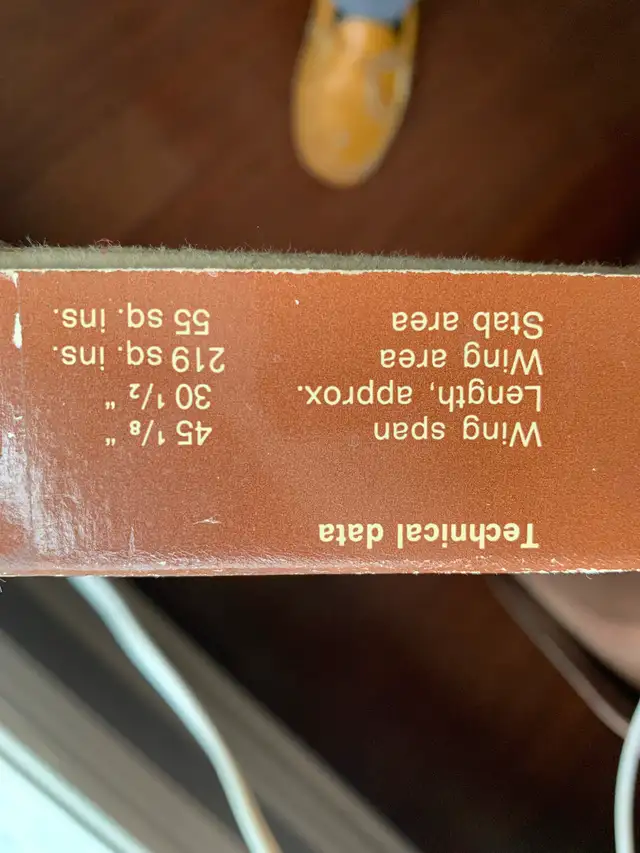 Technical data
Wing span 45 1/8 "
Length, approx. 30 1/2 "
Wing area 219 sq. ins.
Stab area 55 sq. ins.